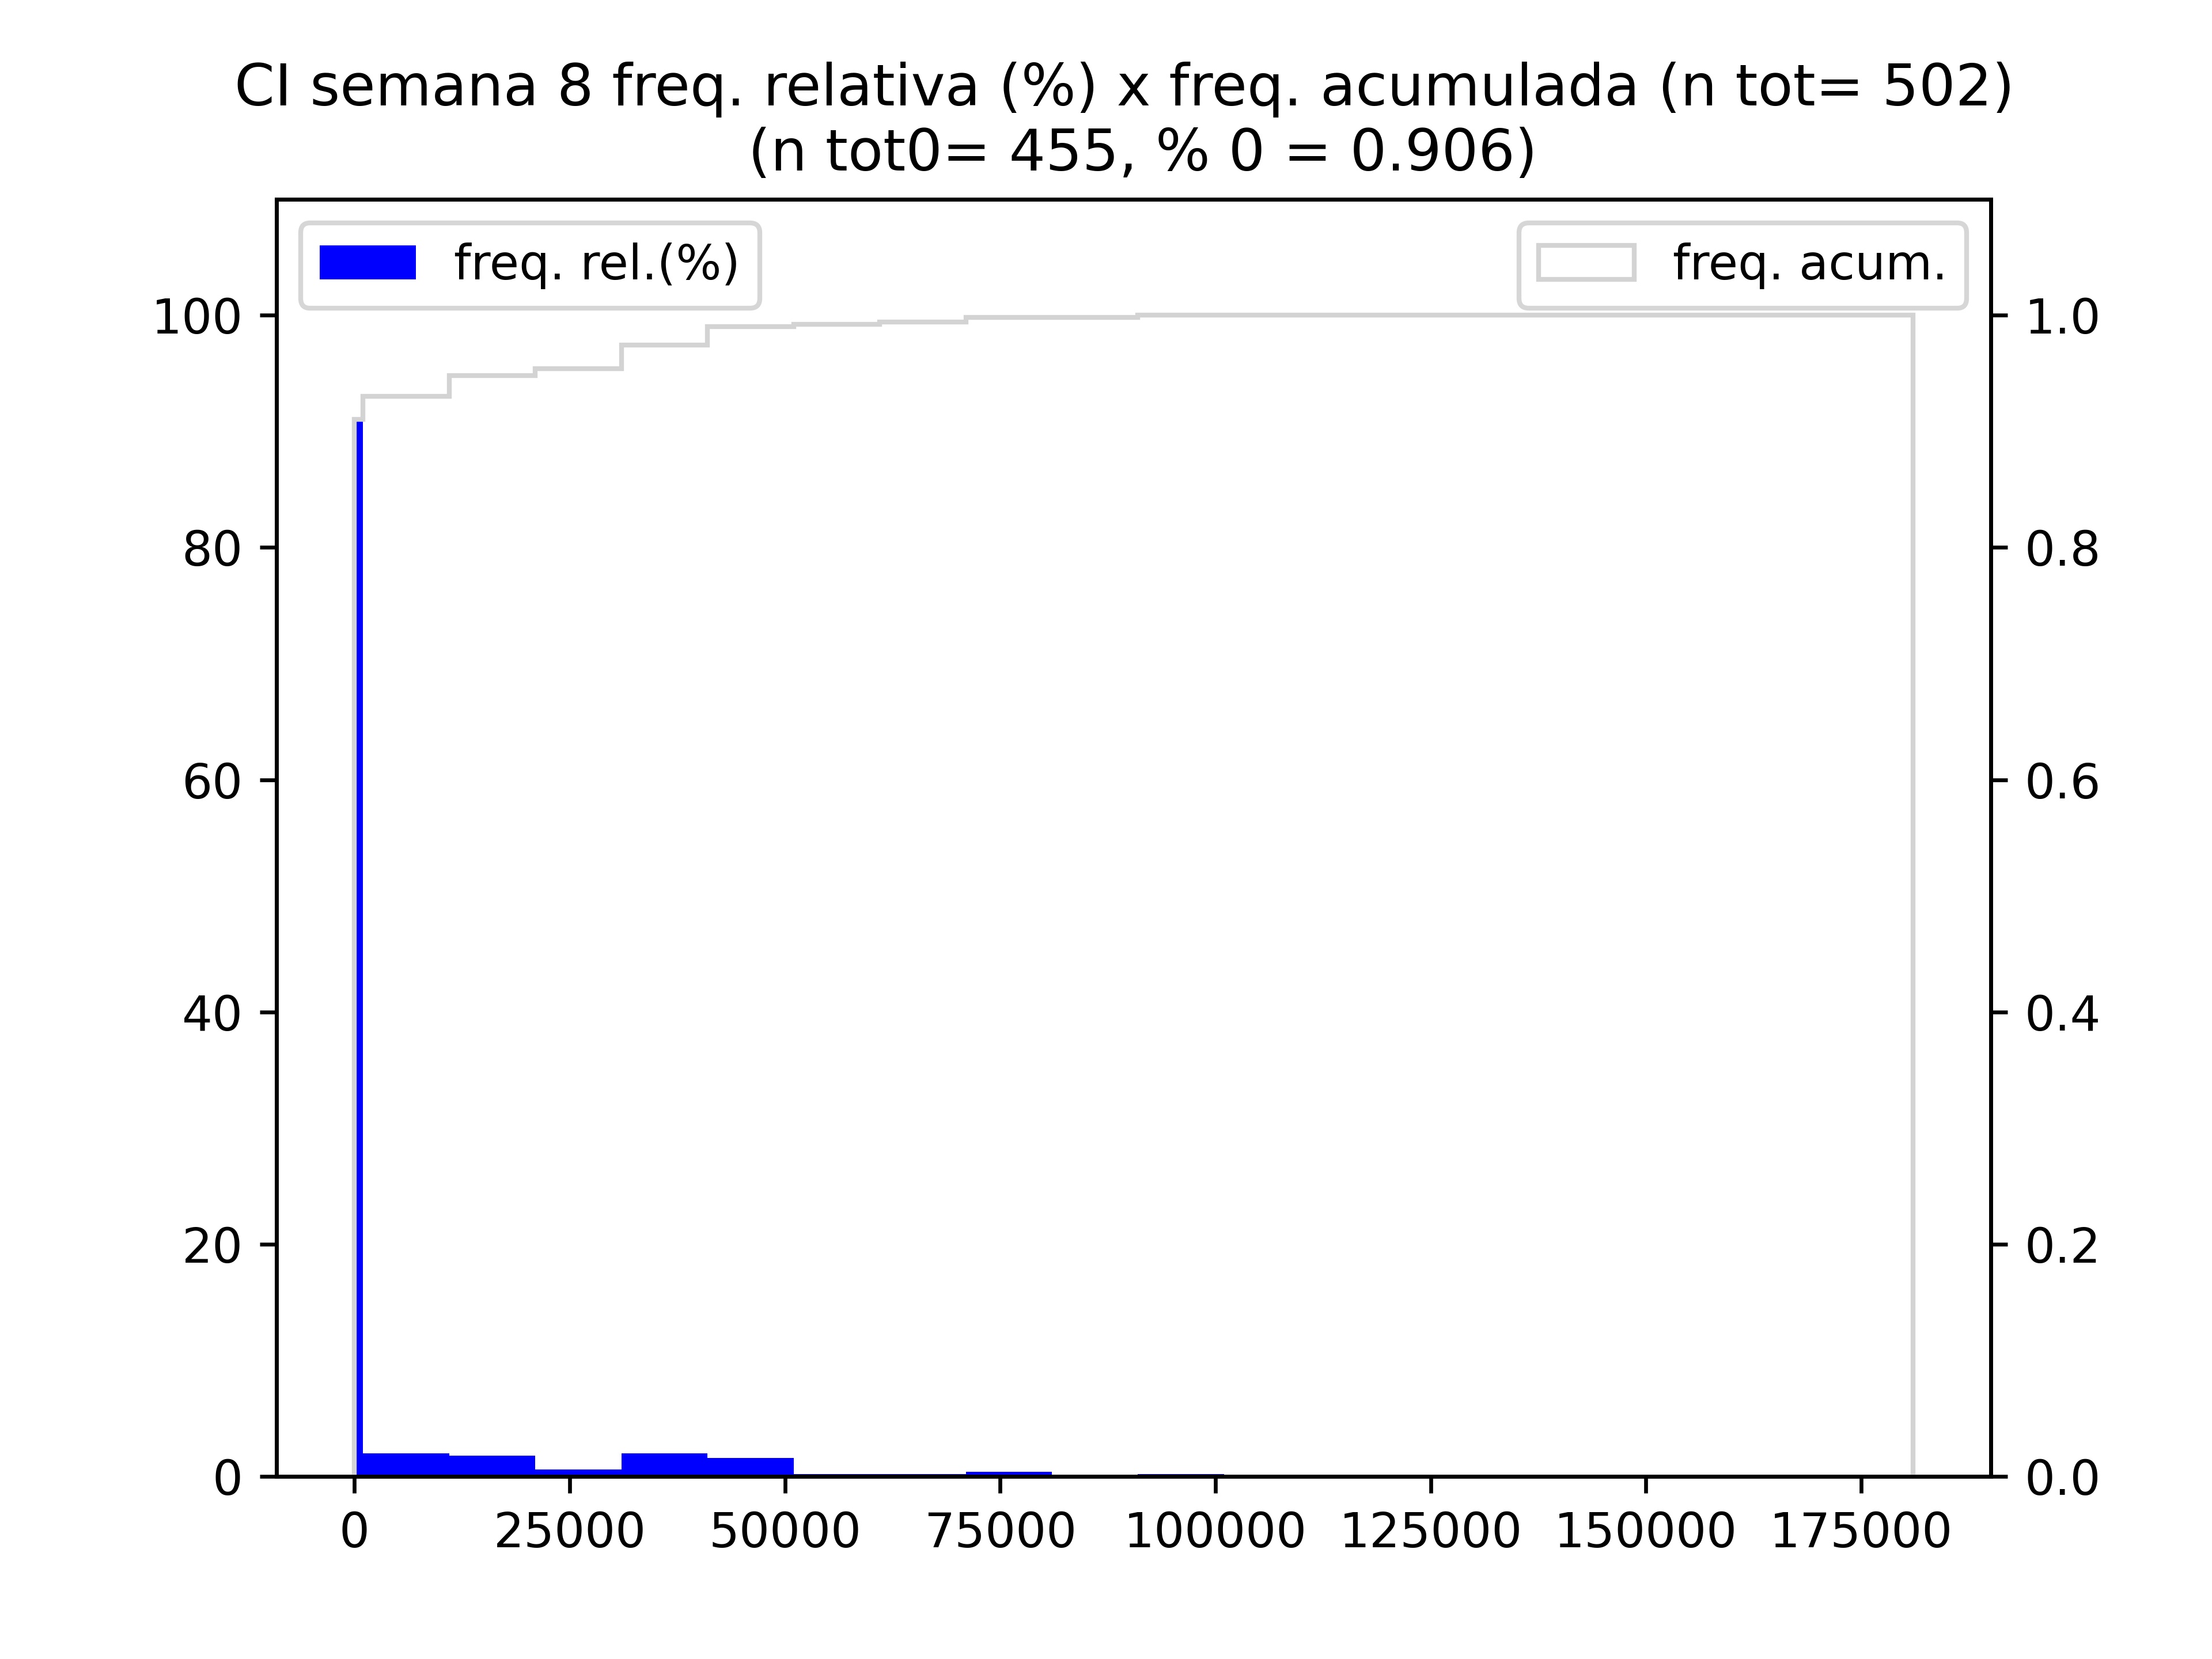 CI semana 8 freq. relativa (%) x freq. acumulada (n tot= 502)
(n tot0= 455, % 0 = 0.906)
freq. rel.(%)
freq. acum.
100
80
60
40
20
0
1.0
0.8
0.6
0.4
0.2
0.0
0 25000 50000 75000 100000 125000 150000 175000